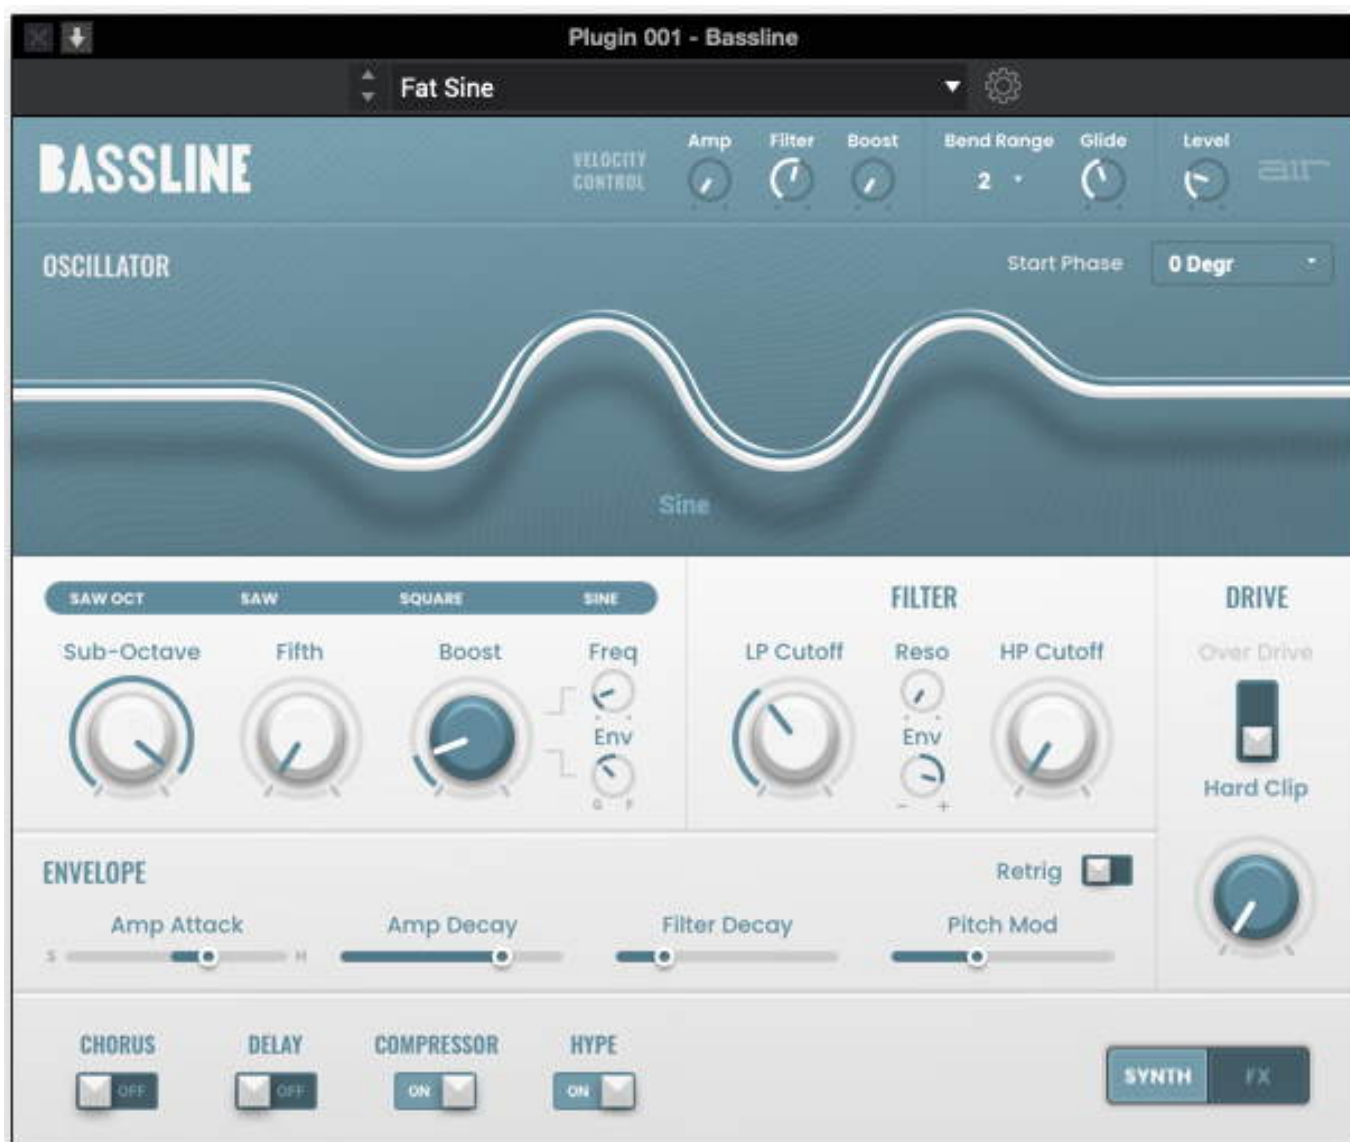 Plugin 001 - Bassline
Fat Sine
BASSLINE
VELOCITY CONTROL
Amp Filter Boost Bend Range Glide Level
2
air
OSCILLATOR
Start Phase 0 Degr
Sine
SAW OCT SAW SQUARE SINE
Sub-Octave Fifth Boost Freq
Env
G F
FILTER
LP Cutoff Reso HP Cutoff
Env
- +
DRIVE
Over Drive
Hard Clip
ENVELOPE
Retrig
Amp Attack Amp Decay Filter Decay Pitch Mod
S H
CHORUS DELAY COMPRESSOR HYPE
OFF OFF ON ON
SYNTH FX